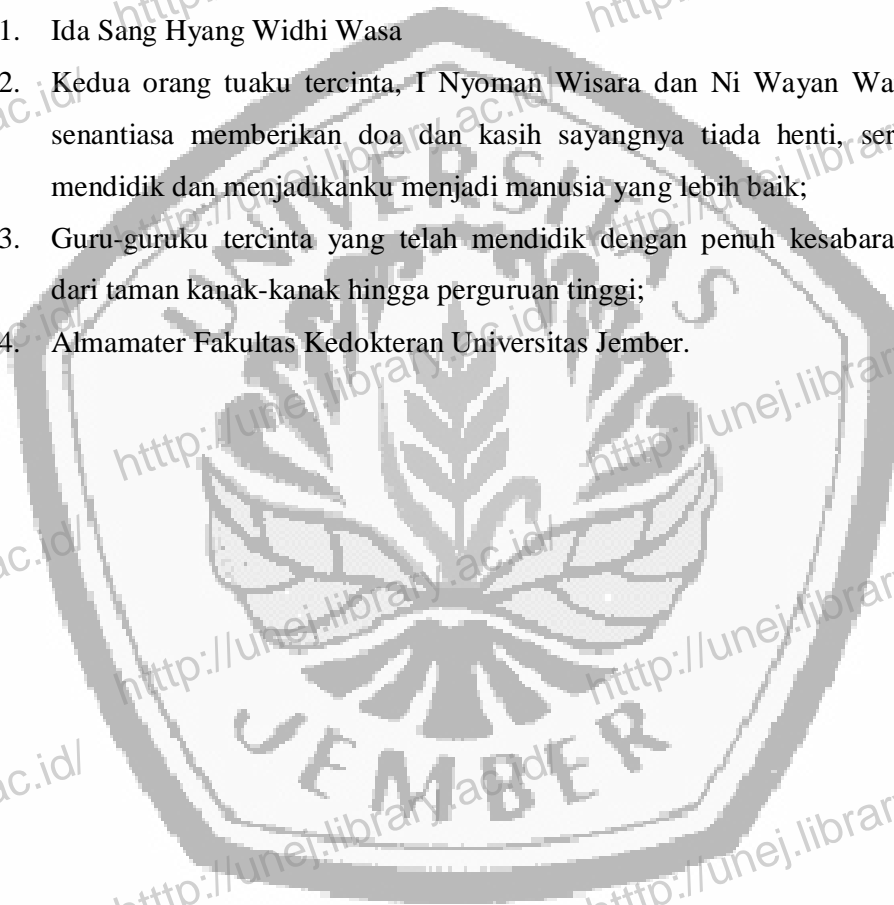 1. Ida Sang Hyang Widhi Wasa
2. Kedua orang tuaku tercinta, I Nyoman Wisara dan Ni Wayan Wa
senantiasa memberikan doa dan kasih sayangnya tiada henti, ser
mendidik dan menjadikanku menjadi manusia yang lebih baik;
3. Guru-guruku tercinta yang telah mendidik dengan penuh kesabara
dari taman kanak-kanak hingga perguruan tinggi;
4. Almamater Fakultas Kedokteran Universitas Jember.
UNIVERSITAS
JEMBER